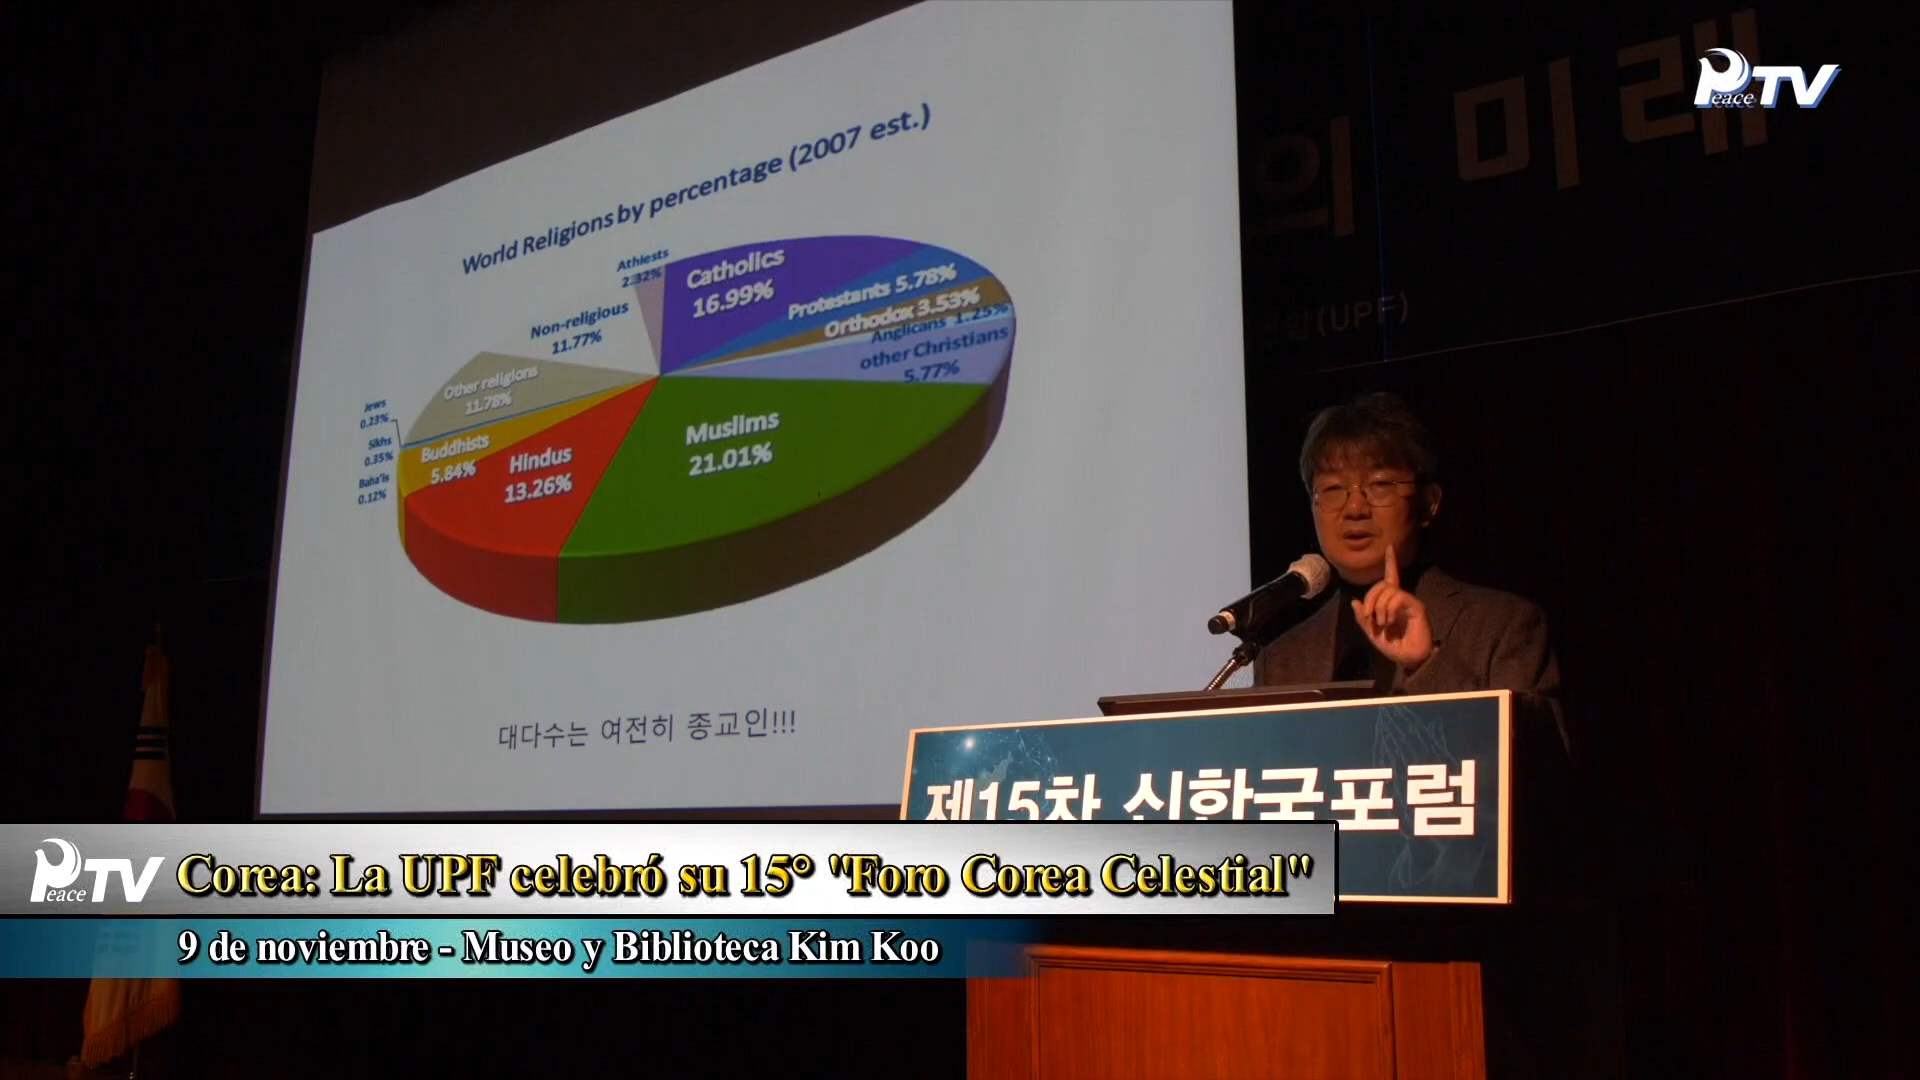 의 미래
Peace TV
(UPF)
World Religions by percentage (2007 est.)
Athiests
2.32%
Catholics
16.99%
Protestants 5.78%
Orthodox 3.53%
Anglicans 1.25%
other Christians
5.77%
Non-religious
11.77%
Other religions
11.78%
Jews
0.23%
Sikhs
0.35%
Baha'is
0.12%
Buddhists
5.84%
Hindus
13.26%
Muslims
21.01%
대다수는 여전히 종교인!!!
제15차 신한국포럼
Peace TV
Corea: La UPF celebró su 15° "Foro Corea Celestial"
9 de noviembre - Museo y Biblioteca Kim Koo